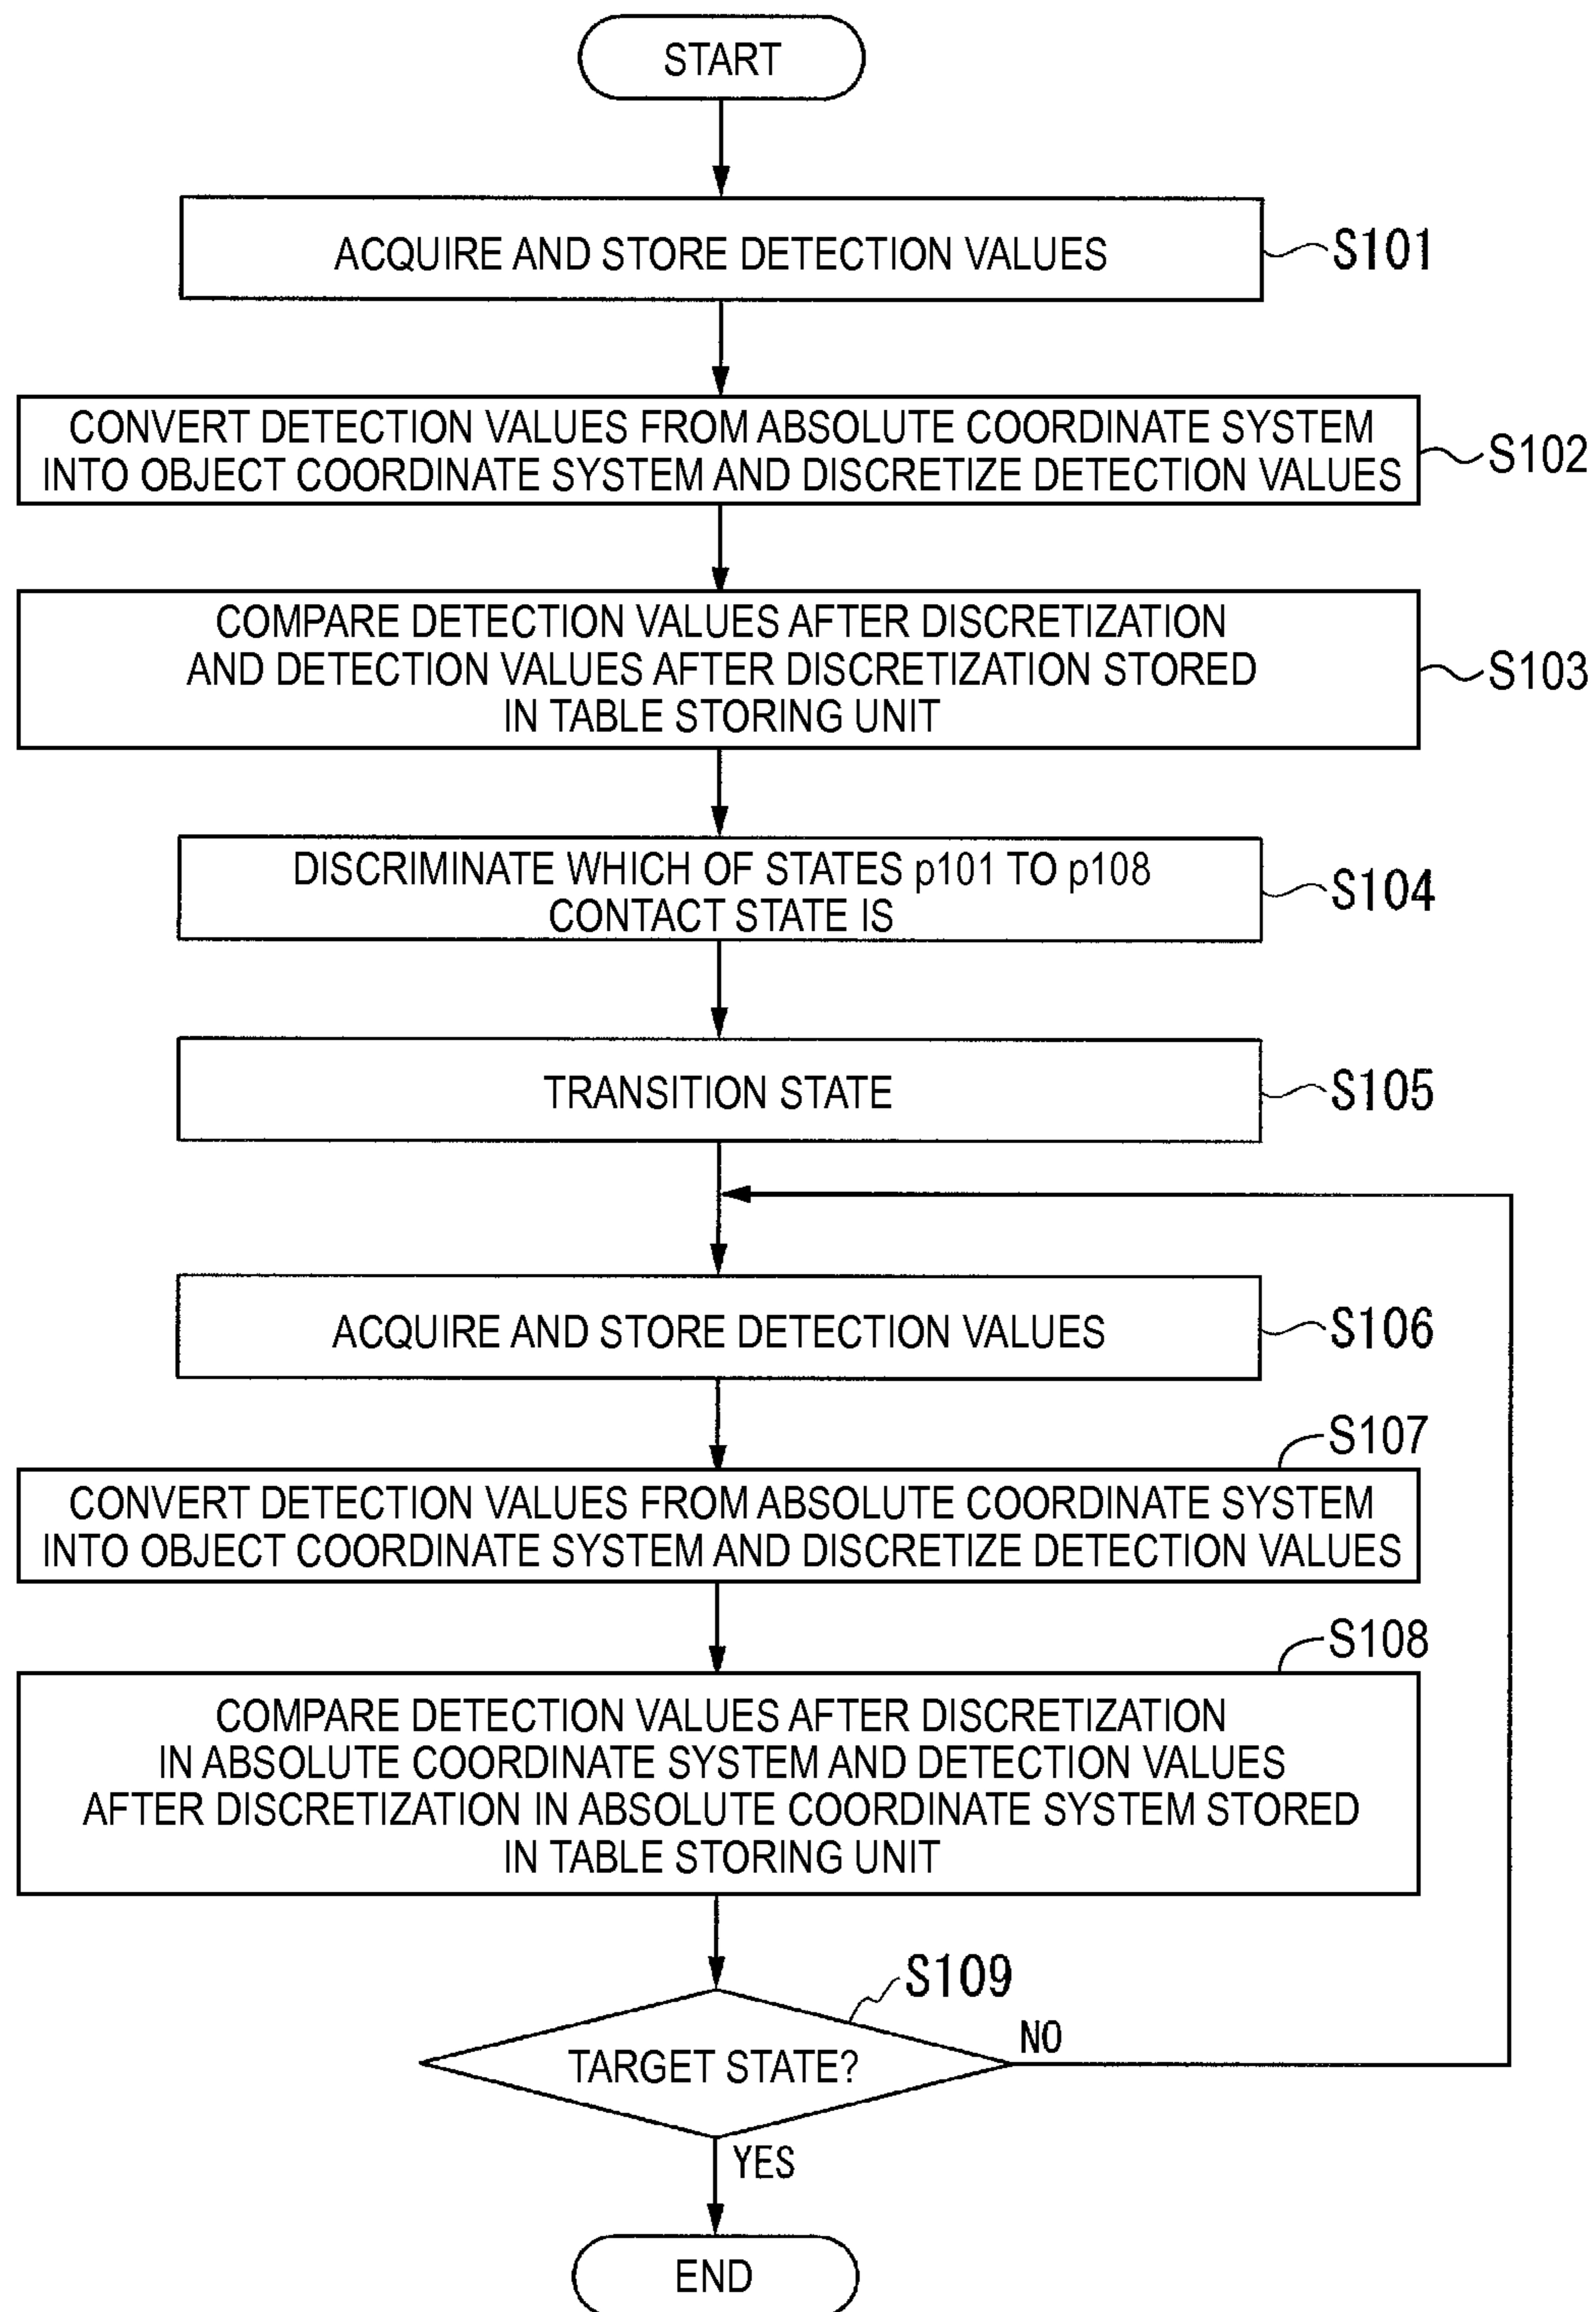 START
ACQUIRE AND STORE DETECTION VALUES
S101
CONVERT DETECTION VALUES FROM ABSOLUTE COORDINATE SYSTEM
INTO OBJECT COORDINATE SYSTEM AND DISCRETIZE DETECTION VALUES
S102
COMPARE DETECTION VALUES AFTER DISCRETIZATION
AND DETECTION VALUES AFTER DISCRETIZATION STORED
IN TABLE STORING UNIT
S103
DISCRIMINATE WHICH OF STATES p101 TO p108
CONTACT STATE IS
S104
TRANSITION STATE
S105
ACQUIRE AND STORE DETECTION VALUES
S106
S107
CONVERT DETECTION VALUES FROM ABSOLUTE COORDINATE SYSTEM
INTO OBJECT COORDINATE SYSTEM AND DISCRETIZE DETECTION VALUES
S108
COMPARE DETECTION VALUES AFTER DISCRETIZATION
IN ABSOLUTE COORDINATE SYSTEM AND DETECTION VALUES
AFTER DISCRETIZATION IN ABSOLUTE COORDINATE SYSTEM STORED
IN TABLE STORING UNIT
S109
TARGET STATE?
NO
YES
END